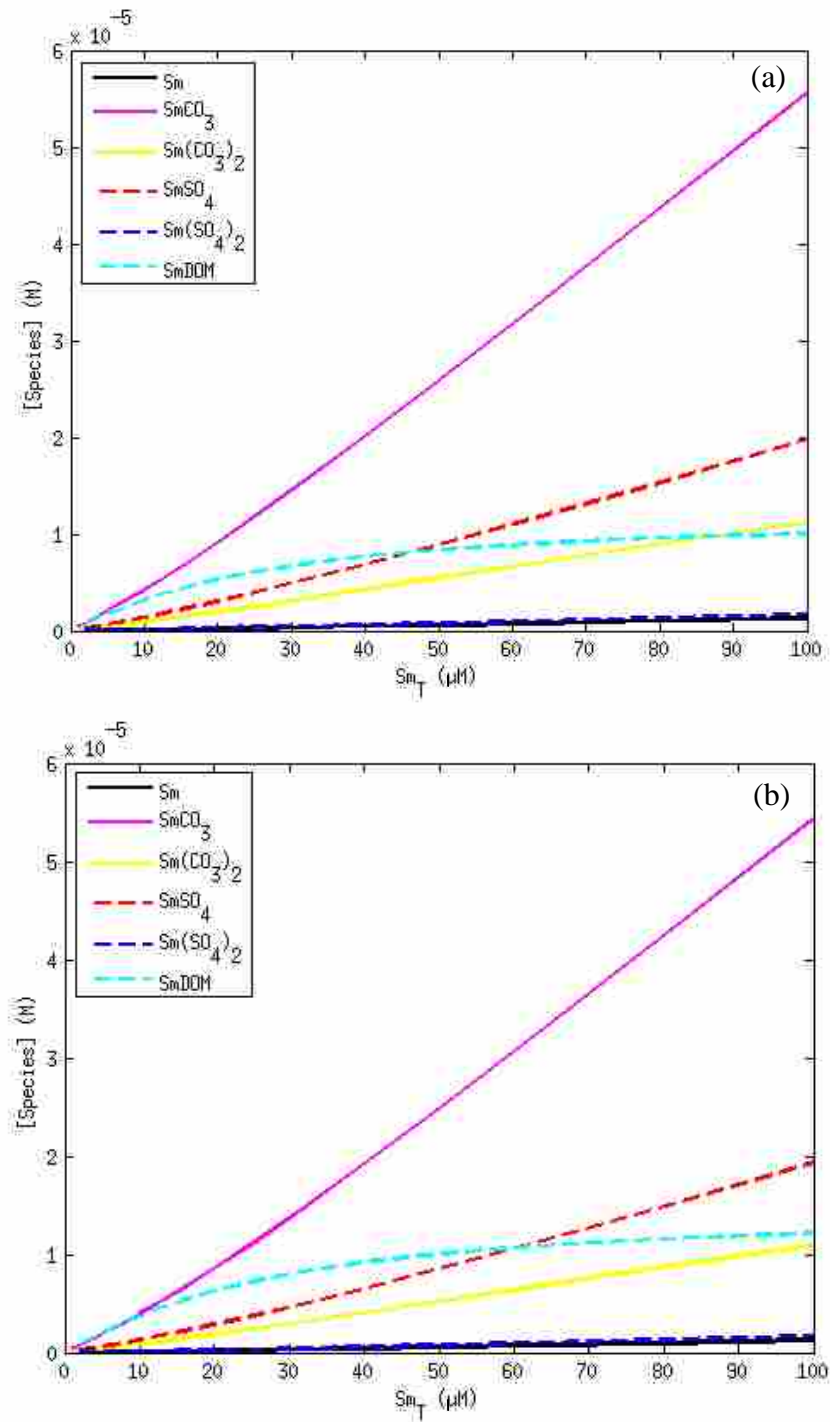 x 10
-5
(a)
Sm
SmCO3
Sm(CO3)2
SmSO4
Sm(SO4)2
SmDOM
[Species] (M)
6
5
4
3
2
1
0
0 10 20 30 40 50 60 70 80 90 100
SmT (µM)
x 10
-5
(b)
Sm
SmCO3
Sm(CO3)2
SmSO4
Sm(SO4)2
SmDOM
[Species] (M)
6
5
4
3
2
1
0
0 10 20 30 40 50 60 70 80 90 100
SmT (µM)